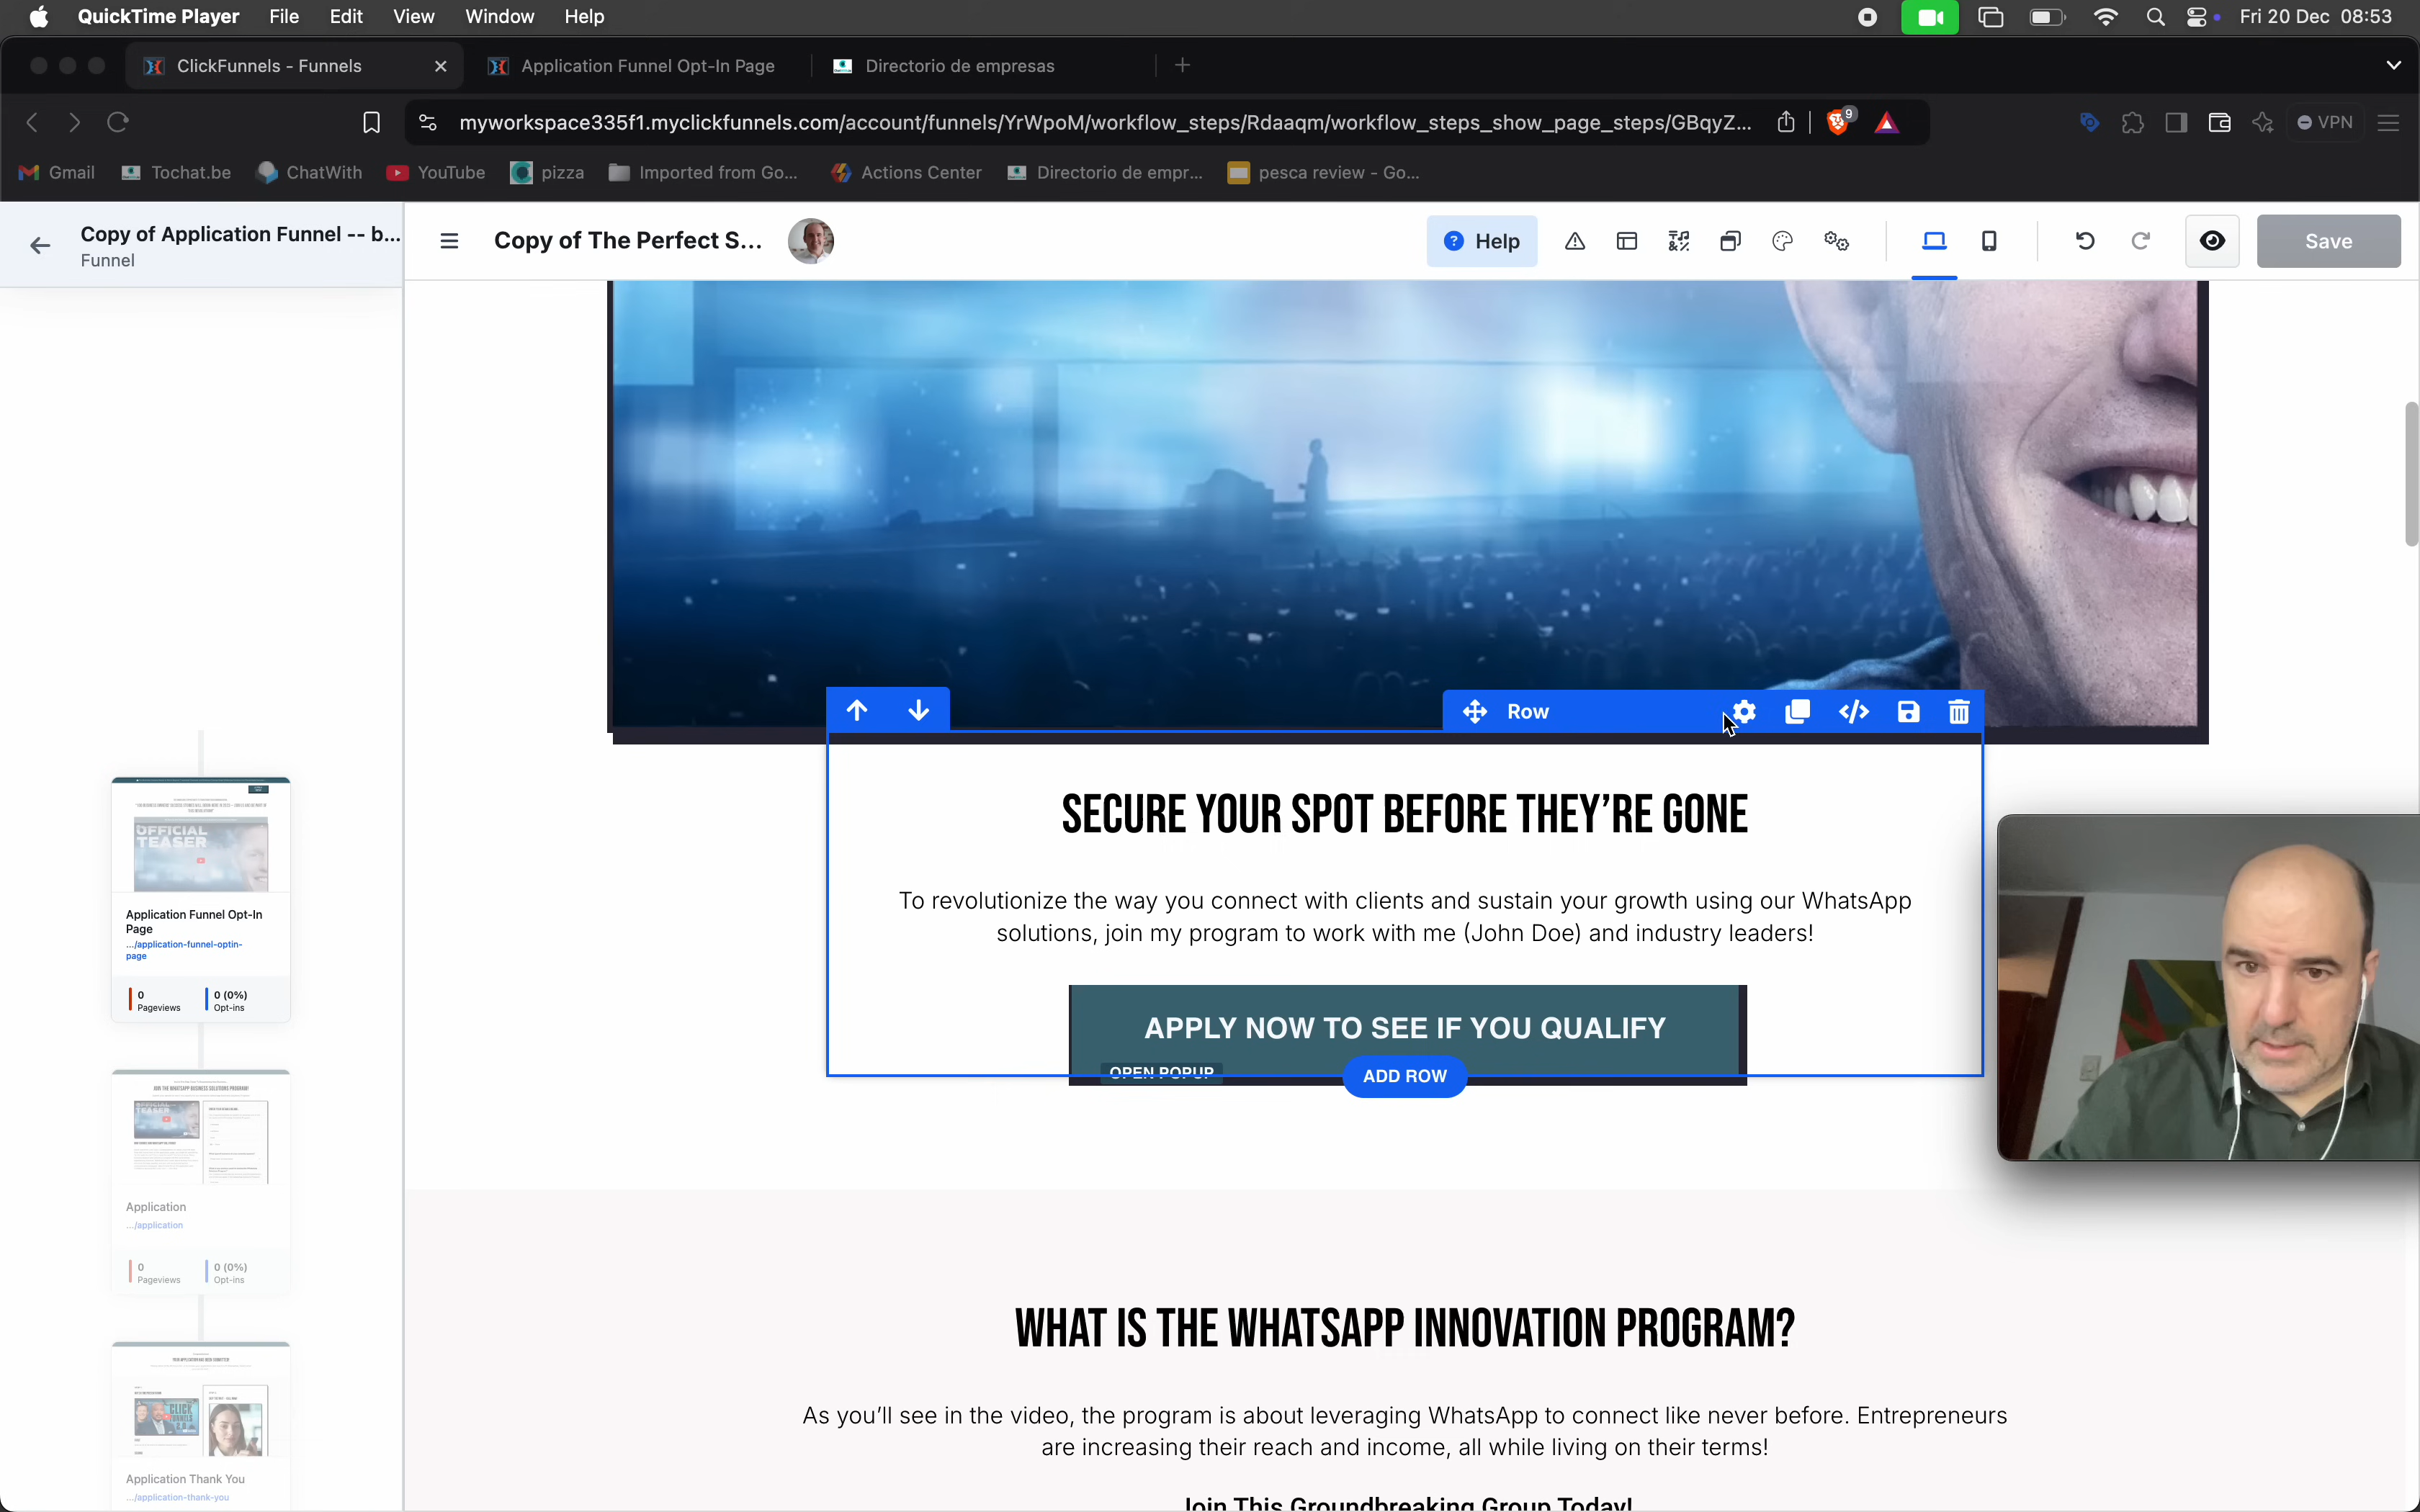 QuickTime Player File Edit View Window Help Fri 20 Dec 08:53
ClickFunnels - Funnels Application Funnel Opt-In Page Directorio de empresas
myworkspace335f1.myclickfunnels.com/account/funnels/YrWpoM/workflow_steps/Rdaaqm/workflow_steps_show_page_steps/GBqyZ... 9 VPN
Gmail Tochat.be ChatWith YouTube pizza Imported from Go... Actions Center Directorio de empr... pesca review - Go...
Copy of Application Funnel -- b...
Funnel
Copy of The Perfect S... Help Save
Row
SECURE YOUR SPOT BEFORE THEY'RE GONE
To revolutionize the way you connect with clients and sustain your growth using our WhatsApp
solutions, join my program to work with me (John Doe) and industry leaders!
APPLY NOW TO SEE IF YOU QUALIFY
OPEN POPUP
ADD ROW
WHAT IS THE WHATSAPP INNOVATION PROGRAM?
As you'll see in the video, the program is about leveraging WhatsApp to connect like never before. Entrepreneurs
are increasing their reach and income, all while living on their terms!
Join This Groundbreaking Group Today!
OFFICIAL
TEASER
Application Funnel Opt-In
Page
.../application-funnel-optin-
page
0 0 (0%)
Pageviews Opt-ins
JOIN THE WHATSAPP BUSINESS SOLUTIONS PROGRAM!
Application
.../application
0 0 (0%)
Pageviews Opt-ins
CLICK
FUNNELS
Application Thank You
.../application-thank-you